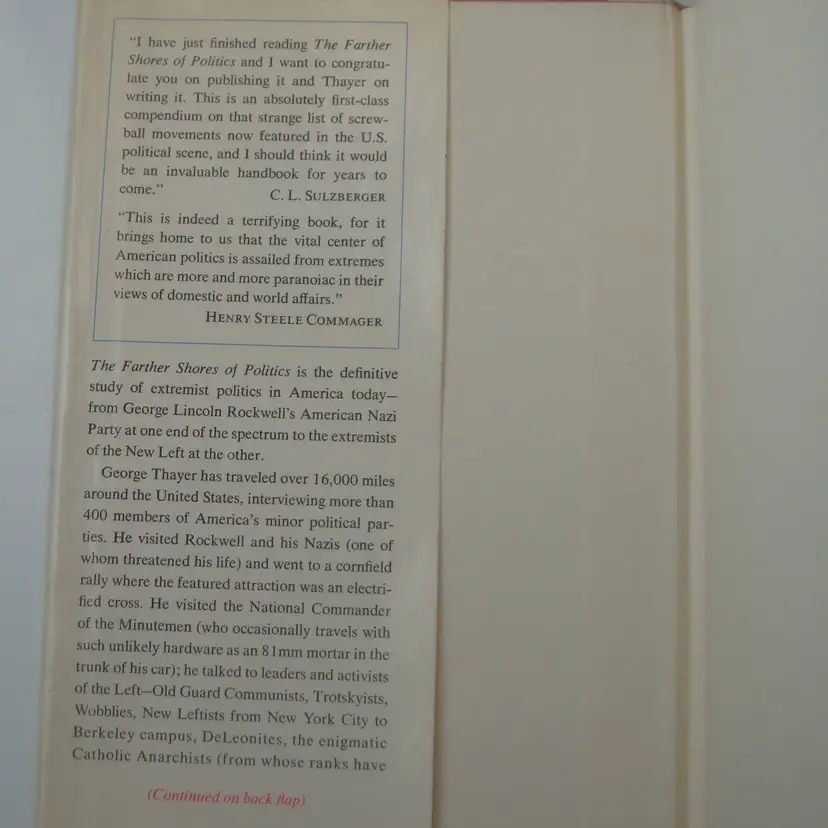 “I have just finished reading The Farther
Shores of Politics and I want to congratu-
late you on publishing it and Thayer on
writing it. This is an absolutely first-class
compendium on that strange list of screw-
ball movements now featured in the U.S.
political scene, and I should think it would
be an invaluable handbook for years to
come.” C. L. SULZBERGER
“This is indeed a terrifying book, for it
brings home to us that the vital center of
American politics is assailed from extremes
which are more and more paranoiac in their
views of domestic and world affairs.”
HENRY STEELE COMMAGER
The Farther Shores of Politics is the definitive
study of extremist politics in America today—
from George Lincoln Rockwell’s American Nazi
Party at one end of the spectrum to the extremists
of the New Left at the other.
George Thayer has traveled over 16,000 miles
around the United States, interviewing more than
400 members of America’s minor political par-
ties. He visited Rockwell and his Nazis (one of
whom threatened his life) and went to a cornfield
rally where the featured attraction was an electri-
fied cross. He visited the National Commander
of the Minutemen (who occasionally travels with
such unlikely hardware as an 81mm mortar in the
trunk of his car); he talked to leaders and activists
of the Left—Old Guard Communists, Trotskyists,
Wobblies, New Leftists from New York City to
Berkeley campus, DeLeonites, the enigmatic
Catholic Anarchists (from whose ranks have
(Continued on back flap)